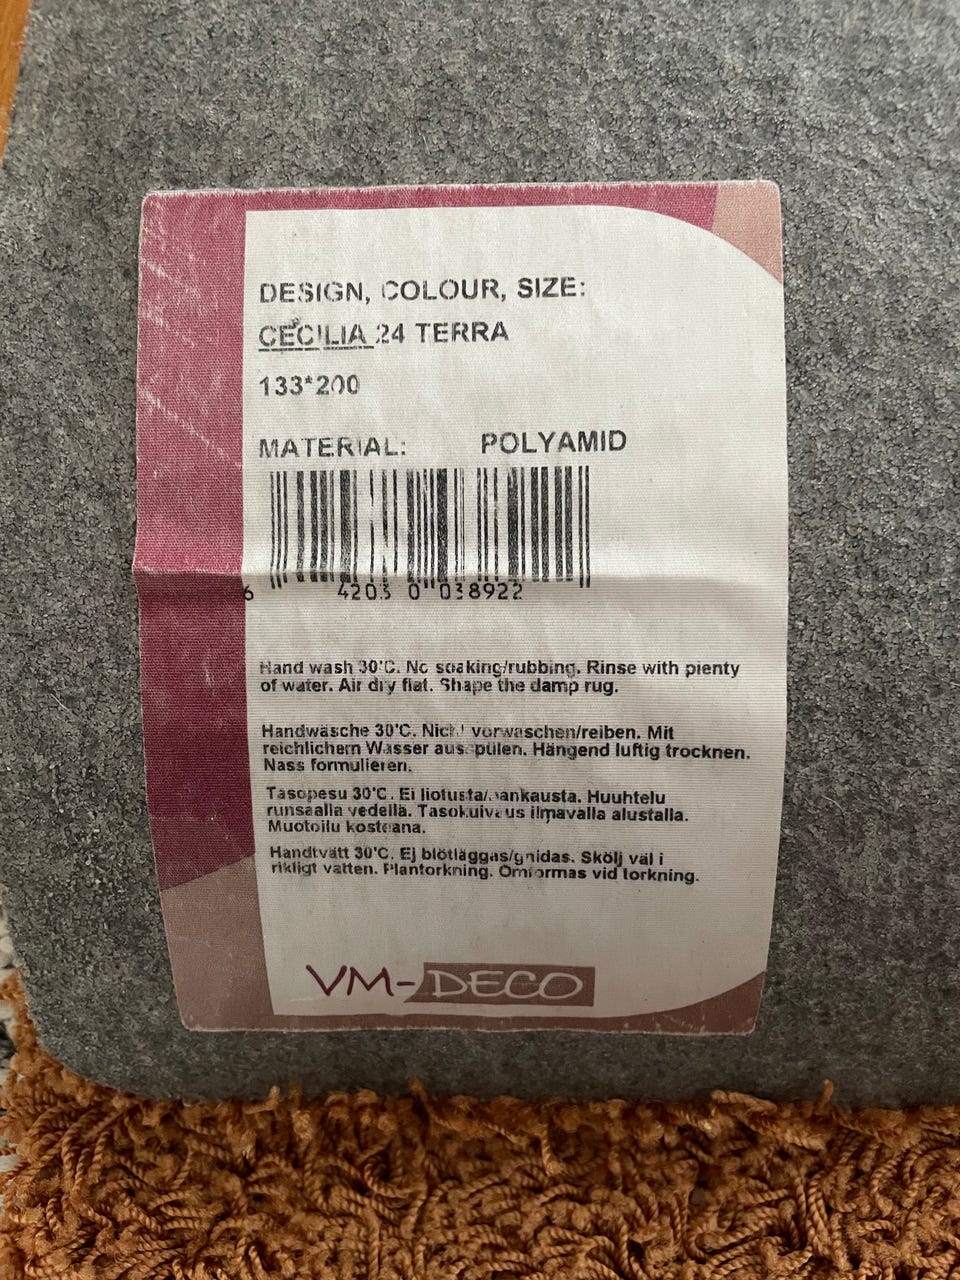 DESIGN, COLOUR, SIZE:
CECILIA 24 TERRA
133*200
MATERIAL: POLYAMID
6 42030 038922
Hand wash 30'C. No soaking/rubbing. Rinse with plenty
of water. Air dry flat. Shape the damp rug.
Handwäsche 30'C. Nicht vorwaschen/reiben. Mit
reichlichem Wasser ausspülen. Hängend luftig trocknen.
Nass formulieren.
Tasopesu 30'C. Ei liotusta/hankausta. Huuhtelu
runsaalla vedellä. Tasokuivaus ilmavalla alustalla.
Muotoilu kosteana.
Handtvätt 30'C. Ej blötläggas/gnidas. Skölj väl i
rikligt vatten. Plantorkning. Omformas vid torkning.
VM-DECO